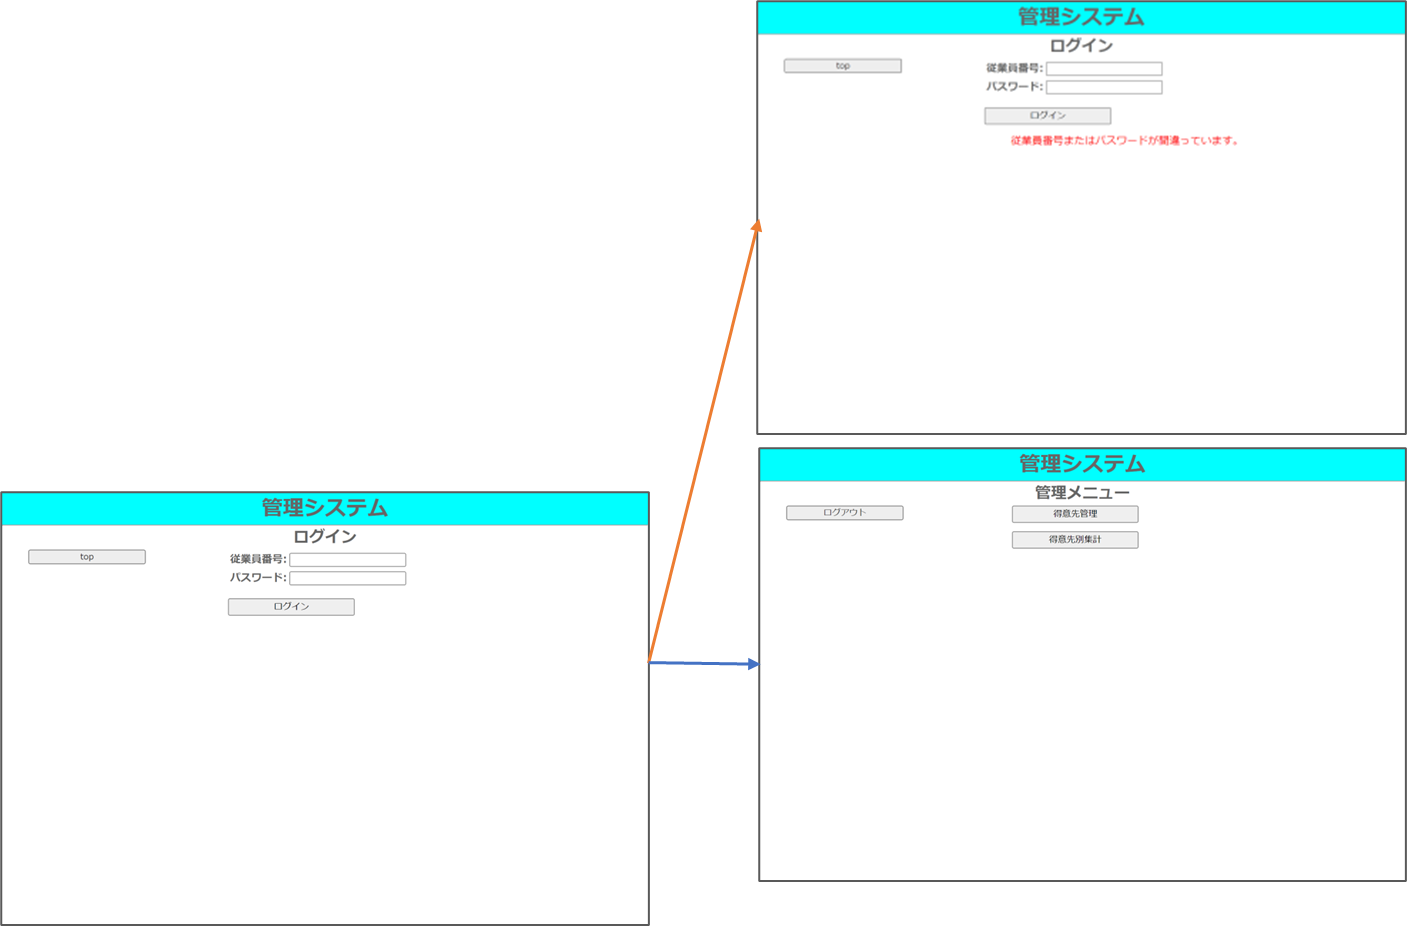 管理システム
ログイン
top
従業員番号:
パスワード:
ログイン
従業員番号またはパスワードが間違っています。
管理システム
管理メニュー
ログアウト
得意先管理
得意先別集計
管理システム
ログイン
top
従業員番号:
パスワード:
ログイン